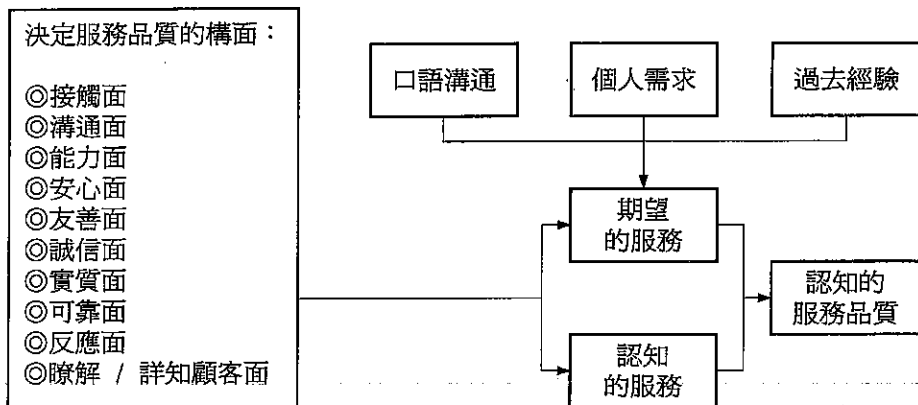 決定服務品質的構面：
◎接觸面
◎溝通面
◎能力面
◎安心面
◎友善面
◎誠信面
◎實質面
◎可靠面
◎反應面
◎瞭解 / 詳知顧客面
口語溝通
個人需求
過去經驗
期望
的服務
認知
的服務
認知的
服務品質